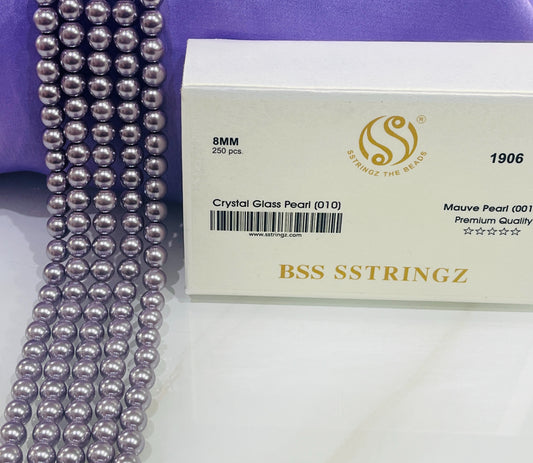 8MM
250 pcs.
®
SSTRINGZ THE BEADS
1906
Crystal Glass Pearl (010)
Mauve Pearl (001
Premium Quality
☆☆☆☆☆
www.sstringz.com
BSS SSTRINGZ